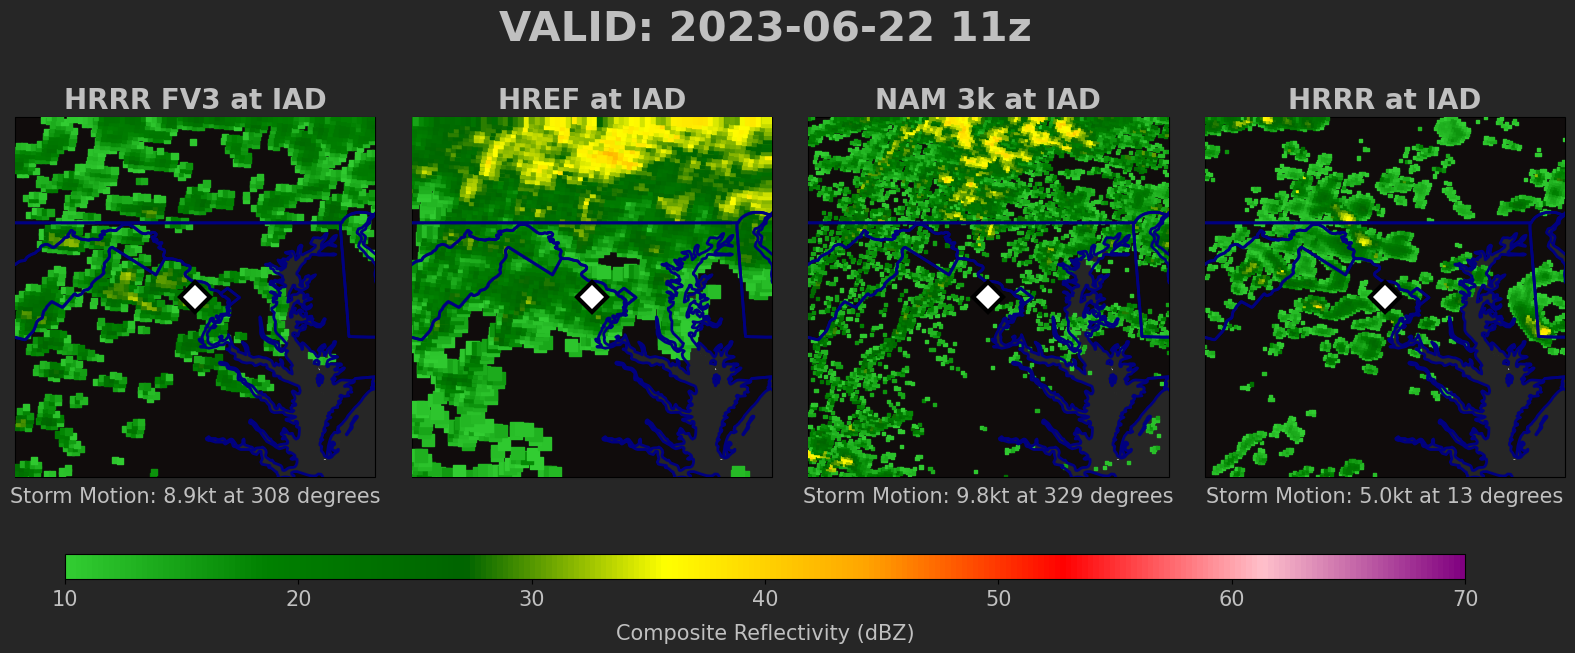 VALID: 2023-06-22 11z
HRRR FV3 at IAD
HREF at IAD
NAM 3k at IAD
HRRR at IAD
Storm Motion: 8.9kt at 308 degrees
Storm Motion: 9.8kt at 329 degrees
Storm Motion: 5.0kt at 13 degrees
10 20 30 40 50 60 70
Composite Reflectivity (dBZ)